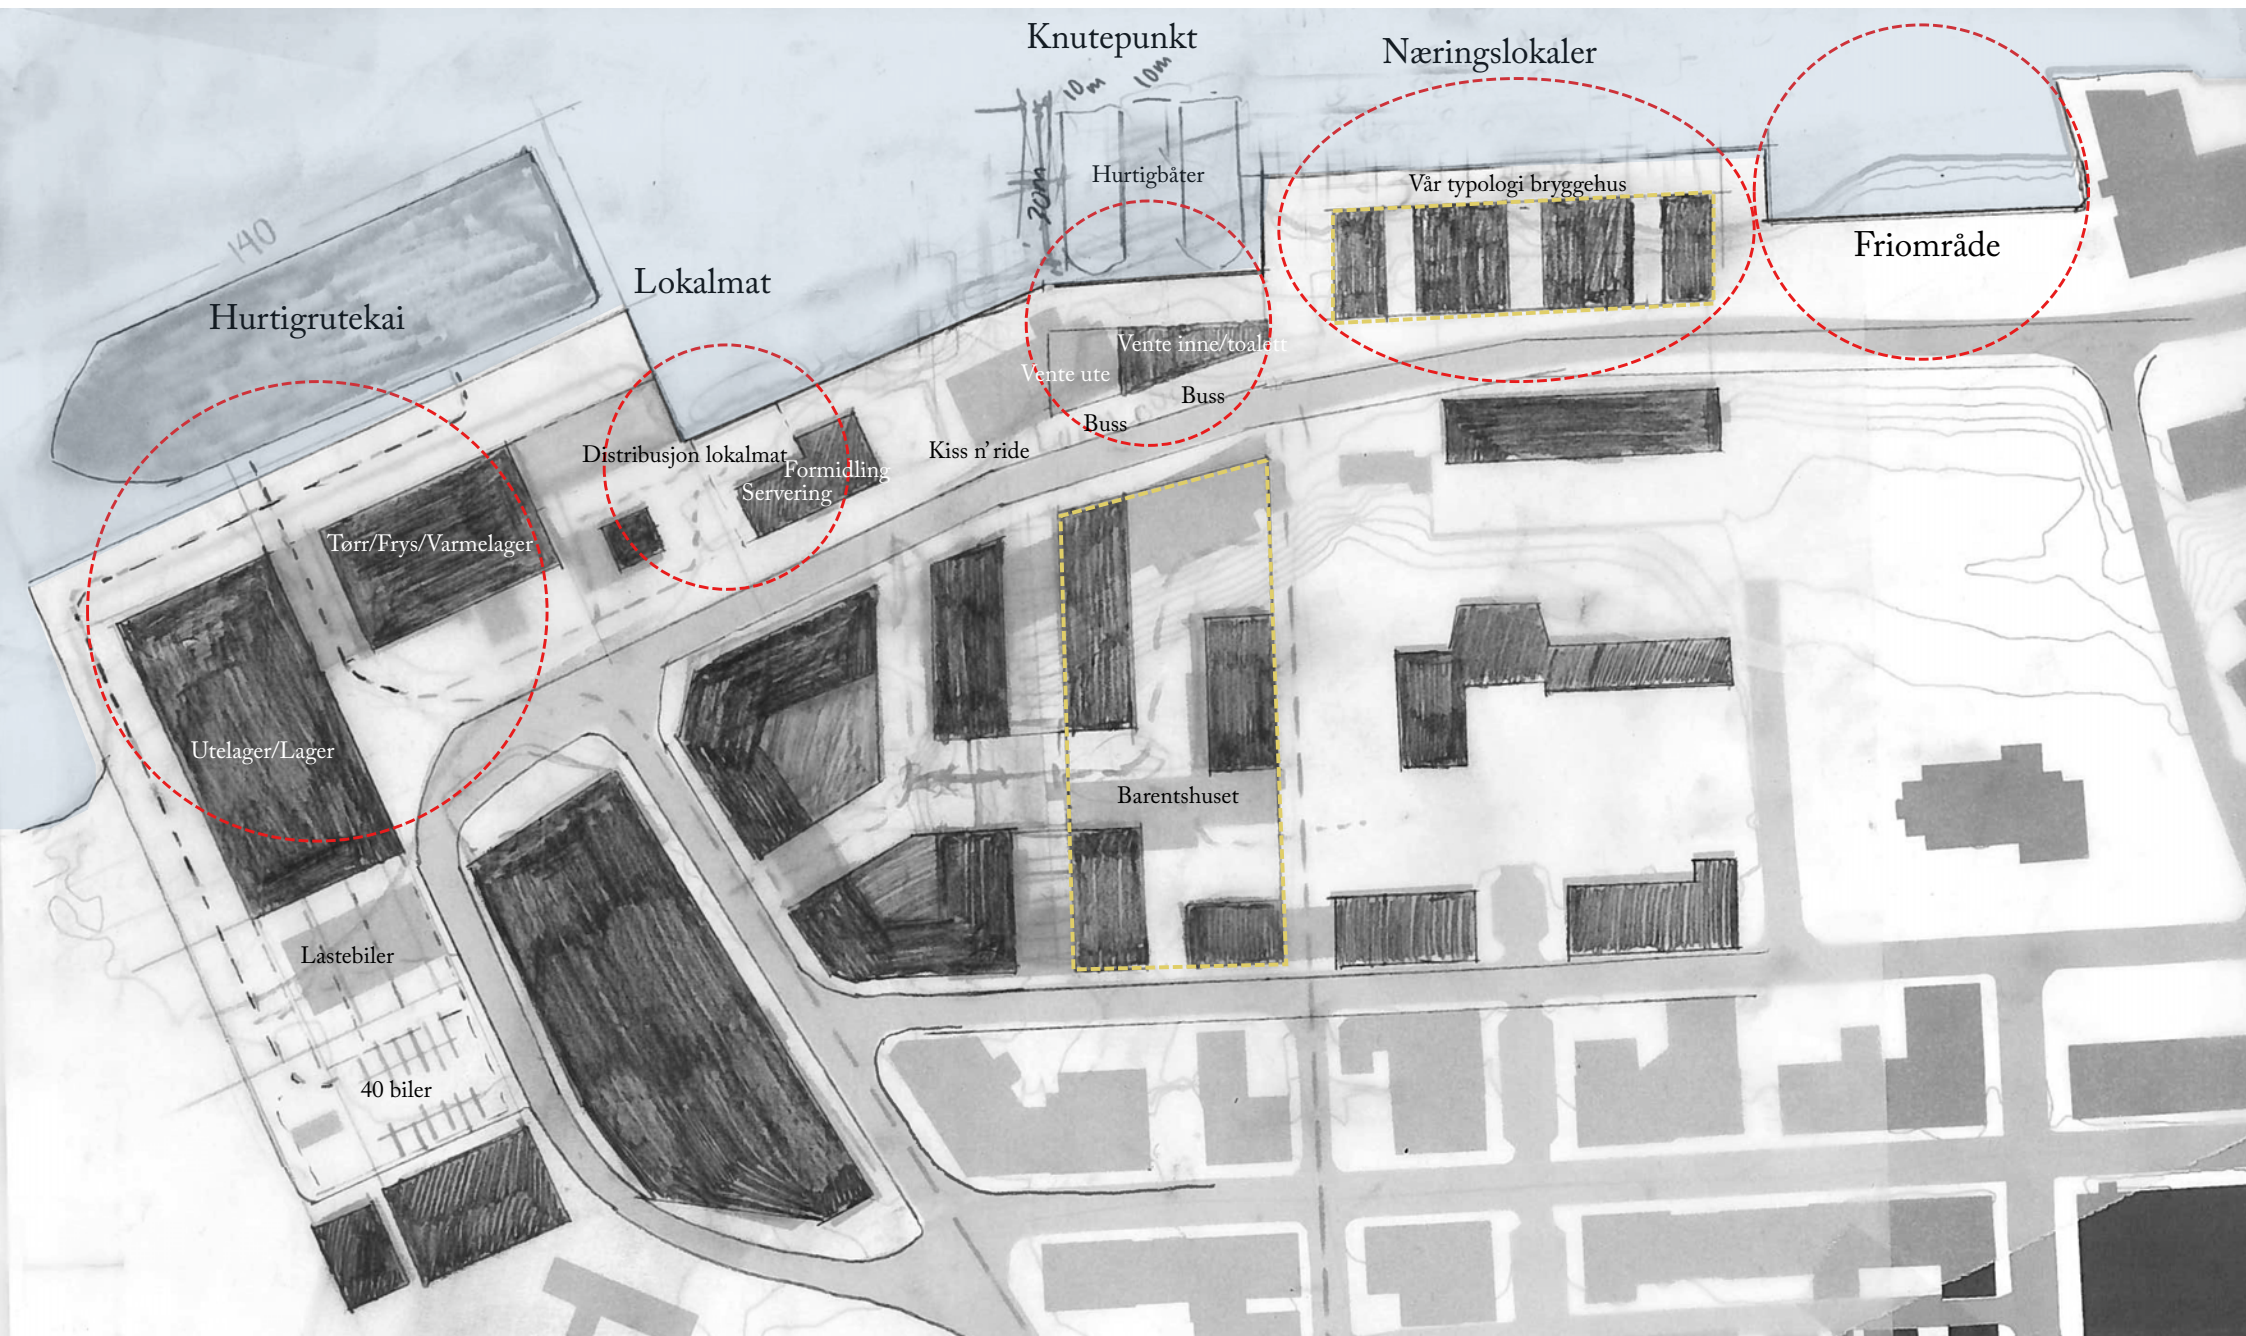 Knutepunkt
Næringslokaler
10m
10m
Hurtigbåter
Vår typologi bryggehus
140
20m
Friområde
Lokalmat
Hurtigrutekai
Vente inne/toalett
Vente ute
Buss
Buss
Kiss n' ride
Distribusjon lokalmat
Formidling
Servering
Tørr/Frys/Varmelager
Utelager/Lager
Barentshuset
Lastebiler
40 biler